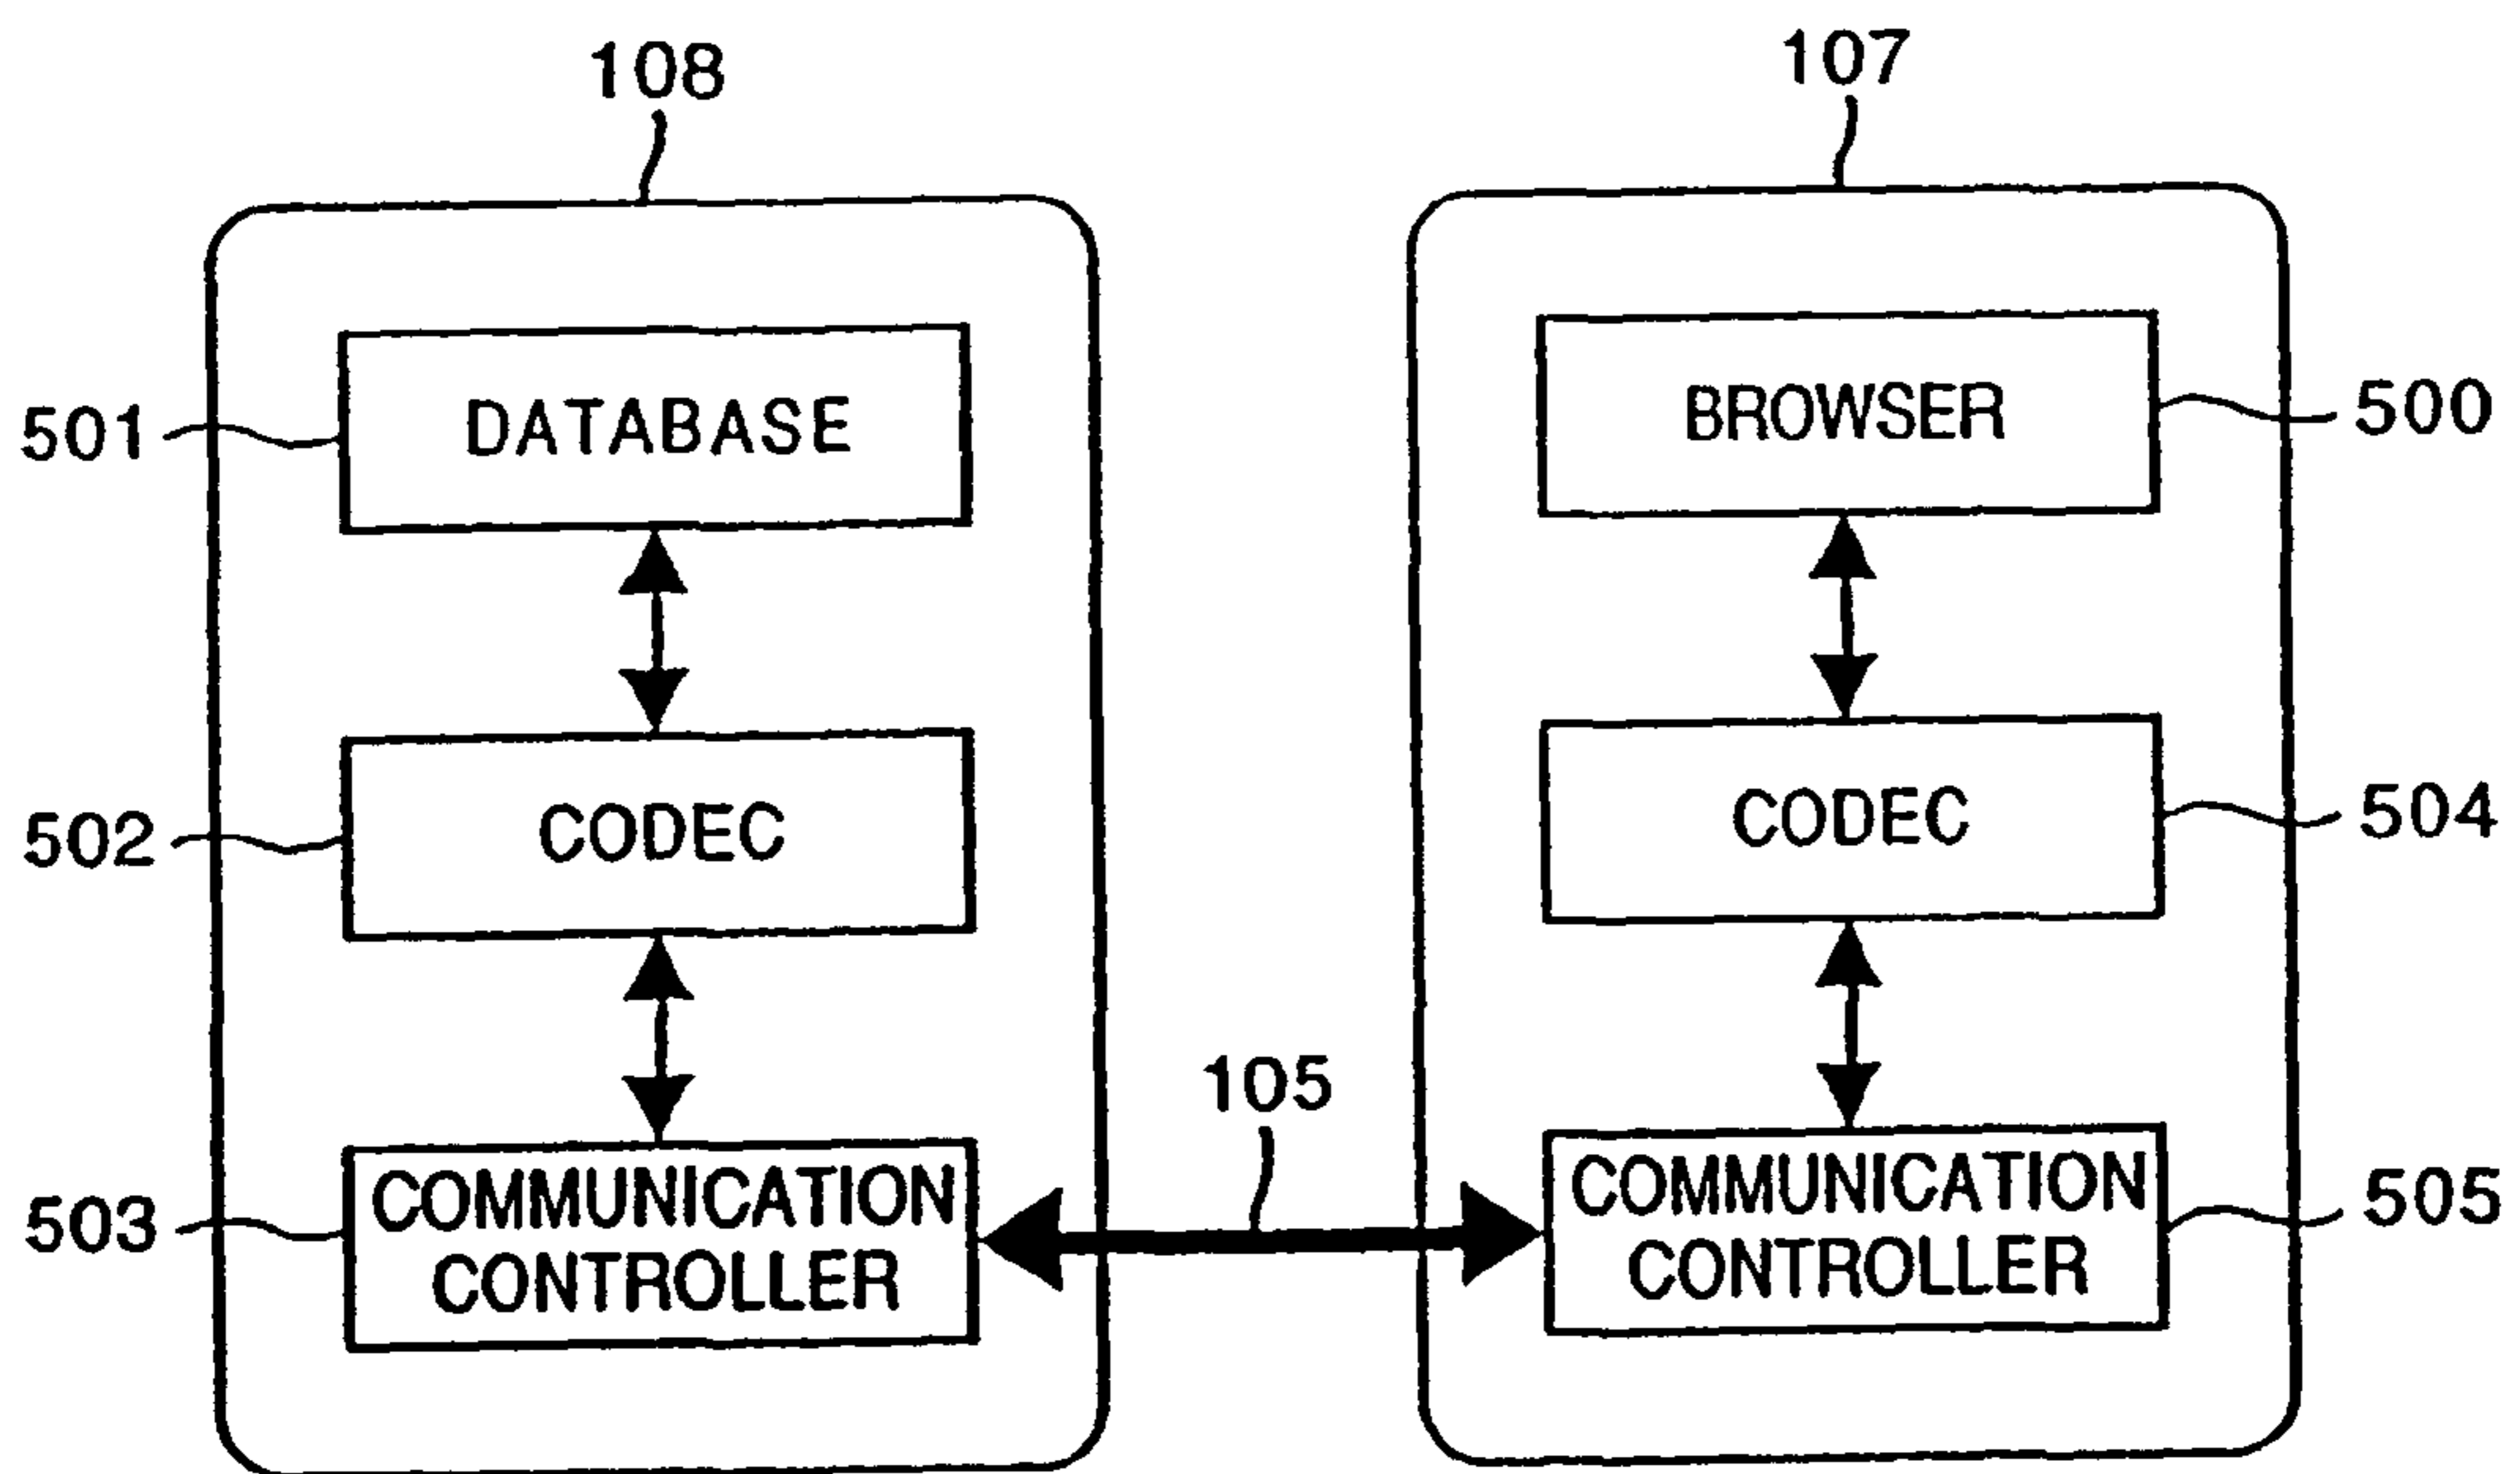 108
107
501
DATABASE
BROWSER
500
502
CODEC
CODEC
504
105
503
COMMUNICATION
CONTROLLER
COMMUNICATION
CONTROLLER
505